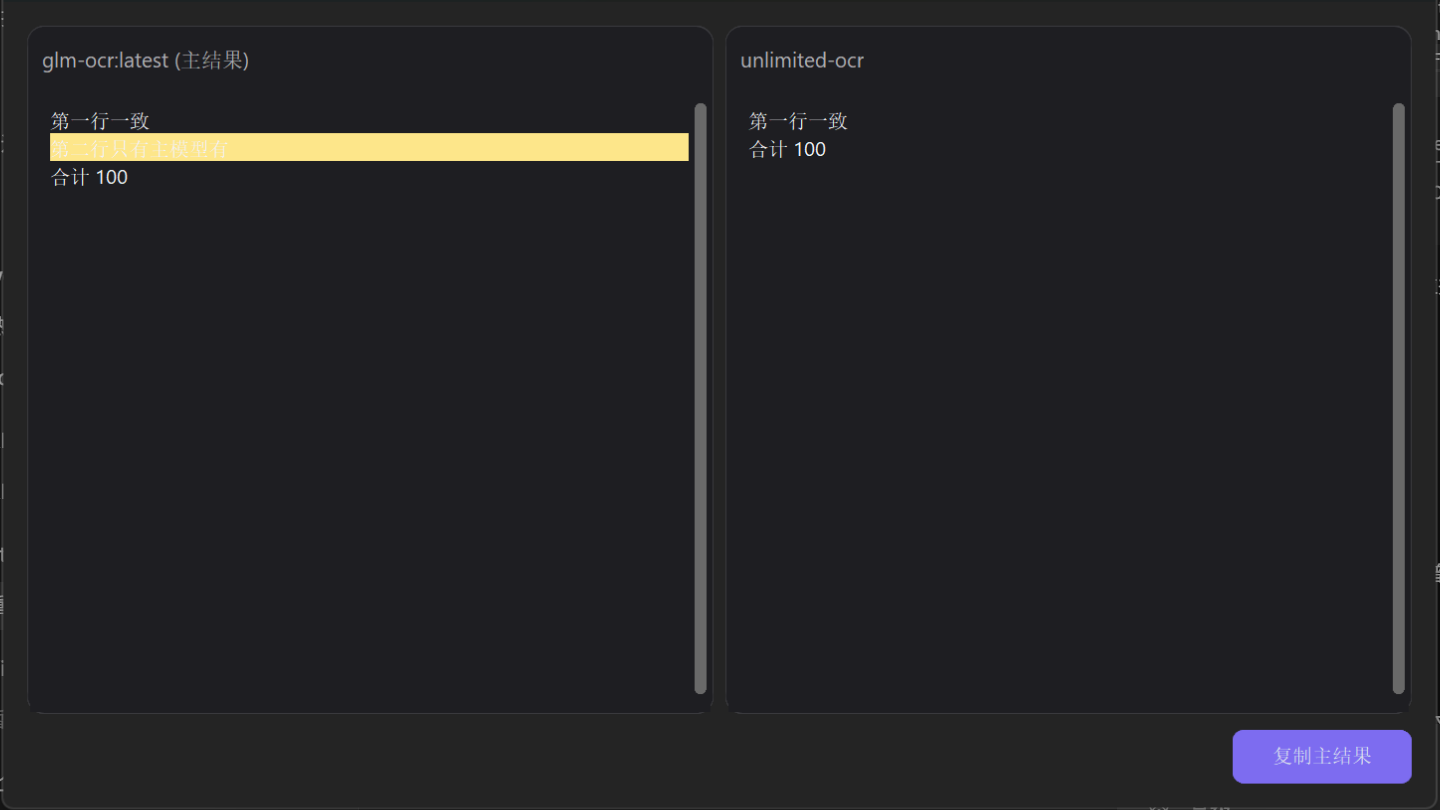 glm-ocr:latest (主结果)
第一行一致
第二行只有主模型有
合计 100
unlimited-ocr
第一行一致
合计 100
复制主结果